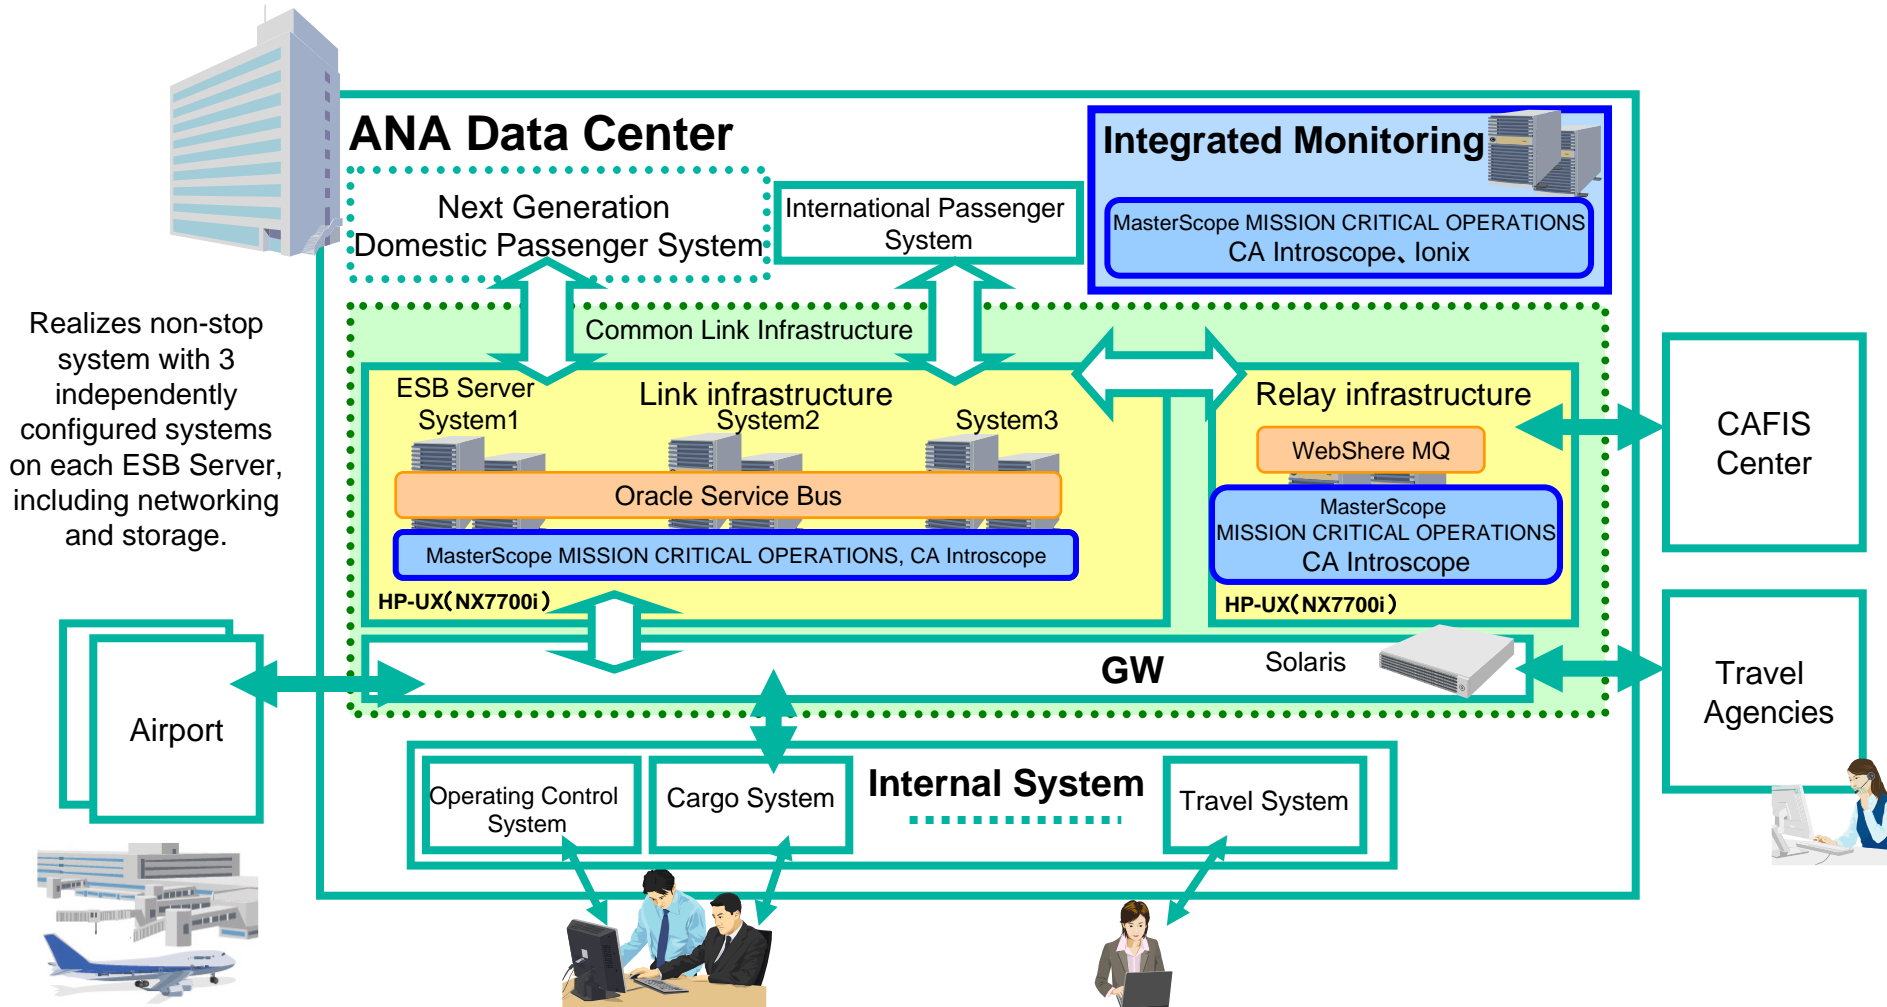 ANA Data Center
Integrated Monitoring
MasterScope MISSION CRITICAL OPERATIONS
CA Introscope、Ionix
Next Generation
Domestic Passenger System
International Passenger
System
Common Link Infrastructure
Realizes non-stop
system with 3
independently
configured systems
on each ESB Server,
including networking
and storage.
ESB Server
System1
Link infrastructure
System2
System3
Oracle Service Bus
MasterScope MISSION CRITICAL OPERATIONS, CA Introscope
HP-UX(NX7700i)
Relay infrastructure
WebShere MQ
MasterScope
MISSION CRITICAL OPERATIONS
CA Introscope
HP-UX(NX7700i)
CAFIS
Center
GW
Solaris
Airport
Travel
Agencies
Internal System
Operating Control
System
Cargo System
Travel System